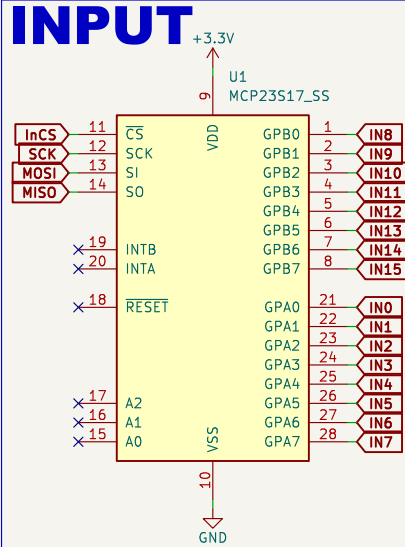 INPUT
+3.3V
U1
MCP23S17_SS
9
VDD
InCS 11 CS GPB0 1 IN8
SCK 12 SCK GPB1 2 IN9
MOSI 13 SI GPB2 3 IN10
MISO 14 SO GPB3 4 IN11
GPB4 5 IN12
GPB5 6 IN13
19 INTB GPB6 7 IN14
20 INTA GPB7 8 IN15
18 RESET GPA0 21 IN0
GPA1 22 IN1
GPA2 23 IN2
GPA3 24 IN3
GPA4 25 IN4
17 A2 GPA5 26 IN5
16 A1 GPA6 27 IN6
15 A0 GPA7 28 IN7
VSS
10
GND